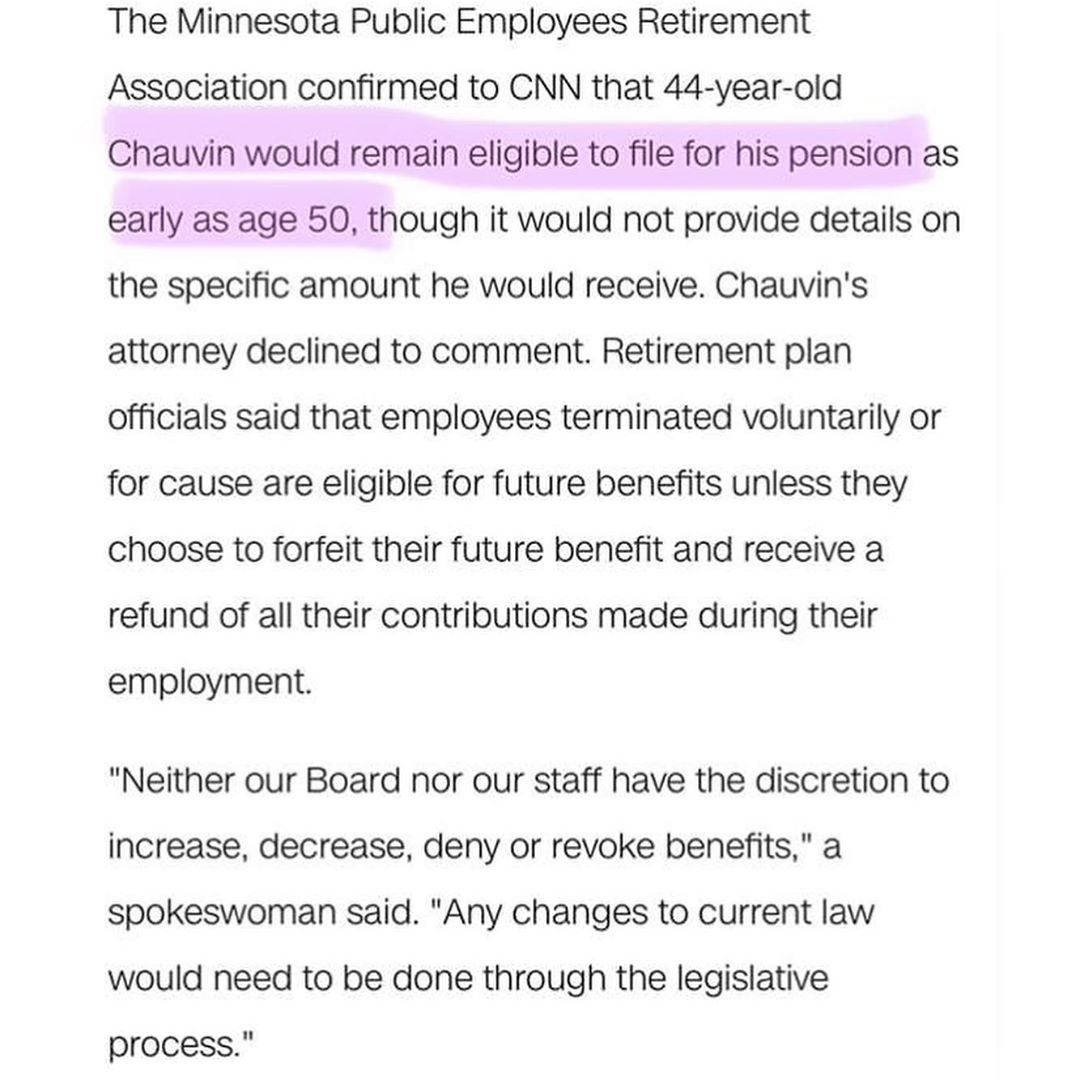 The Minnesota Public Employees Retirement
Association confirmed to CNN that 44-year-old
Chauvin would remain eligible to file for his pension as
early as age 50, though it would not provide details on
the specific amount he would receive. Chauvin's
attorney declined to comment. Retirement plan
officials said that employees terminated voluntarily or
for cause are eligible for future benefits unless they
choose to forfeit their future benefit and receive a
refund of all their contributions made during their
employment.
"Neither our Board nor our staff have the discretion to
increase, decrease, deny or revoke benefits," a
spokeswoman said. "Any changes to current law
would need to be done through the legislative
process."